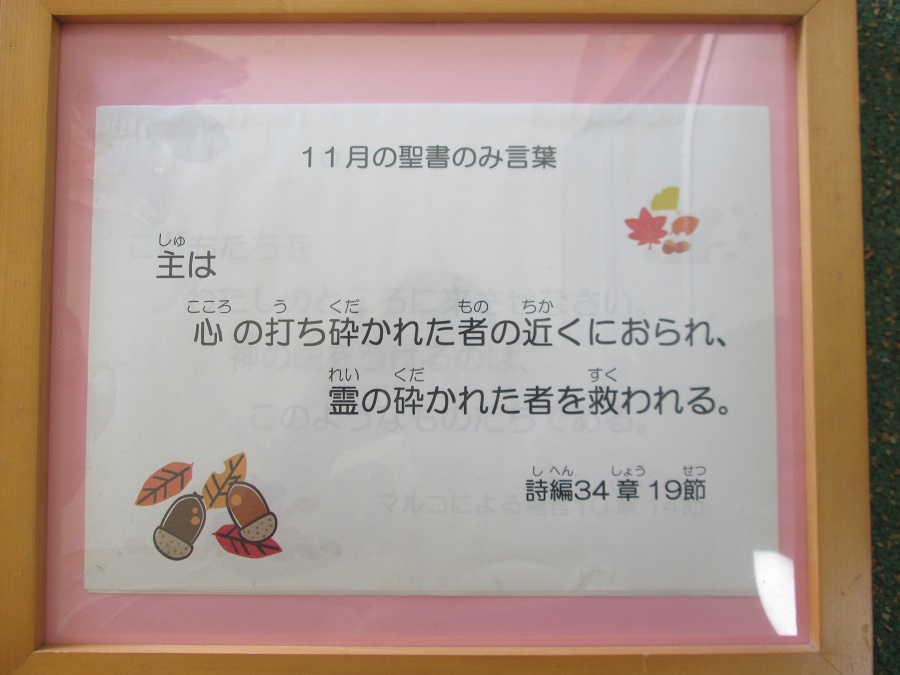 11月の聖書のみ言葉
しゅ
主は
こころ う くだ もの ちか
心の打ち砕かれた者の近くにおられ、
れい くだ すく
霊の砕かれた者を救われる。
し へん しょう せつ
詩編34章19節